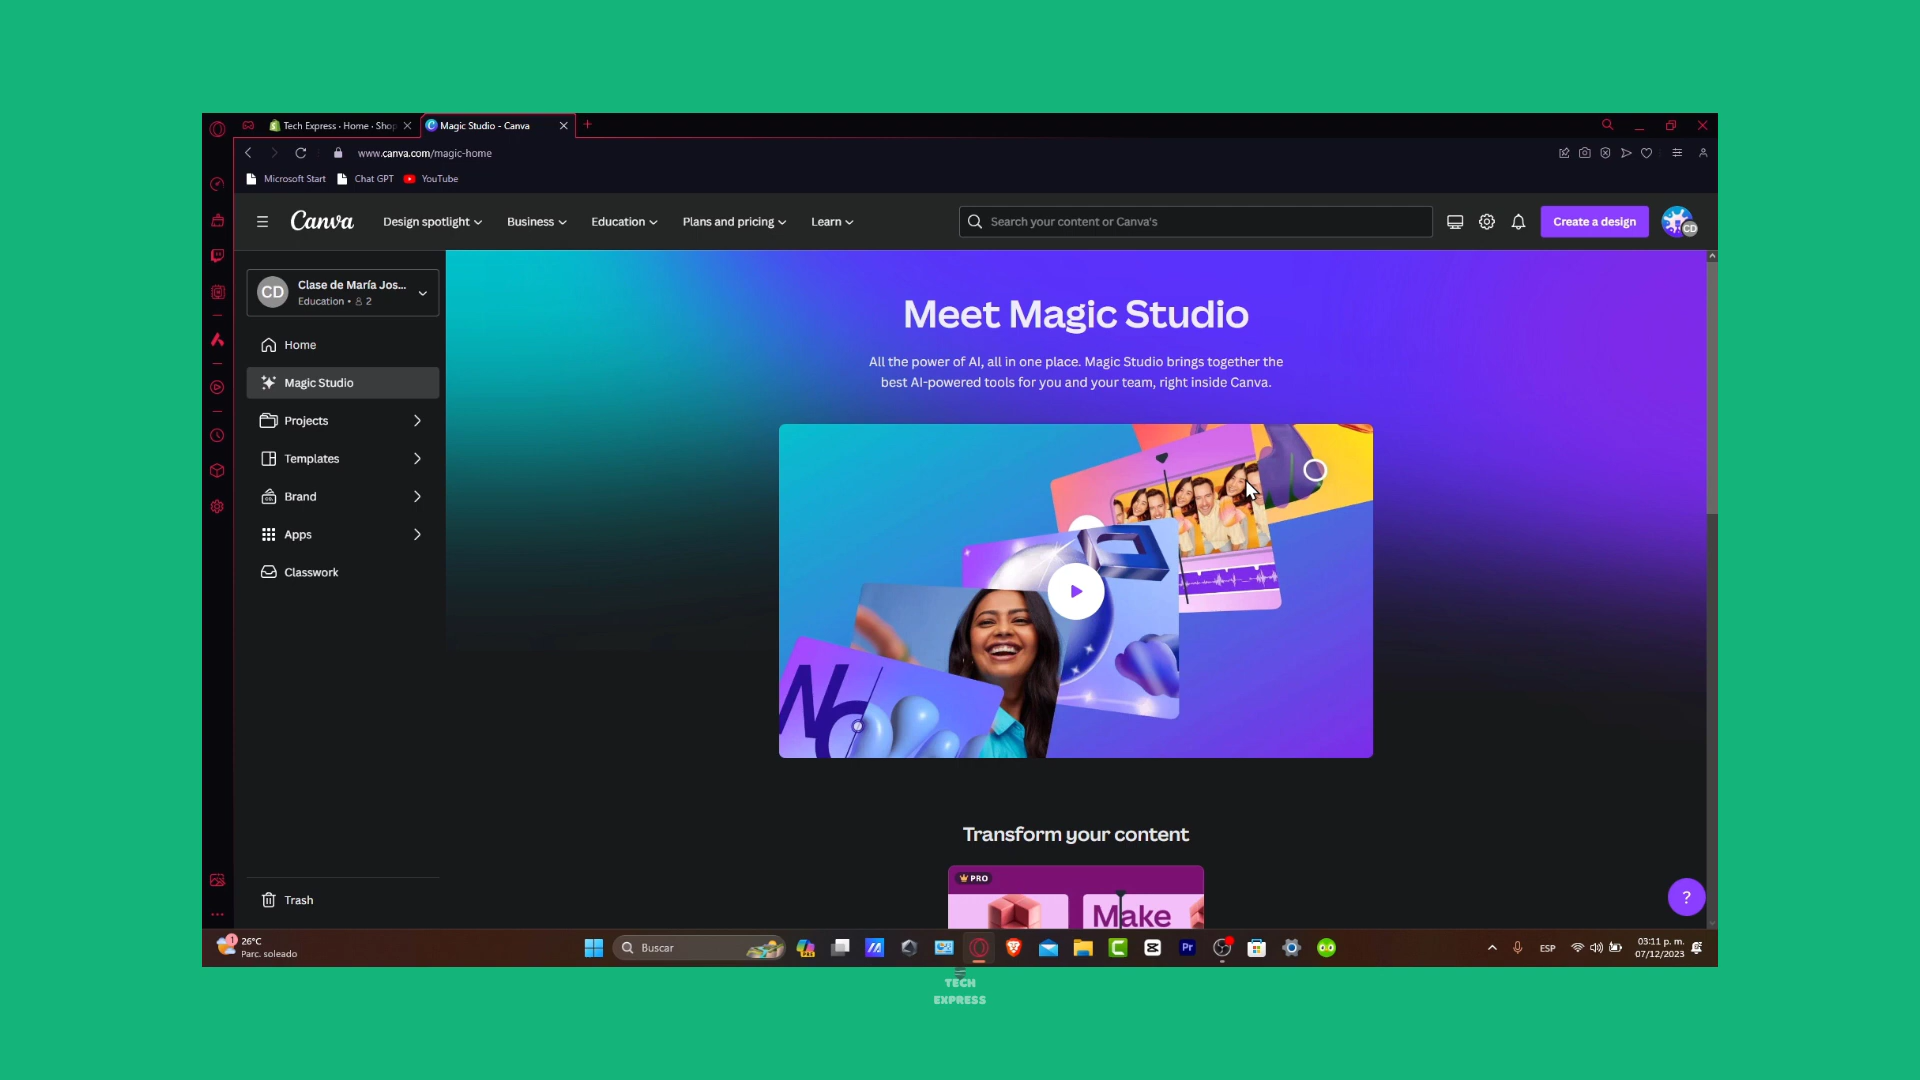 Tech Express · Home · Shop
Magic Studio - Canva
www.canva.com/magic-home
Microsoft Start
Chat GPT
YouTube
Canva
Design spotlight
Business
Education
Plans and pricing
Learn
Search your content or Canva's
Create a design
CD
CD
Clase de María Jos...
Education • 2
Home
Magic Studio
Projects
Templates
Brand
Apps
Classwork
Trash
Meet Magic Studio
All the power of AI, all in one place. Magic Studio brings together the
best AI-powered tools for you and your team, right inside Canva.
Transform your content
PRO
Make
?
1
26°C
Parc. soleado
Buscar
Pr
ESP
03:11 p. m.
07/12/2023
TECH
EXPRESS